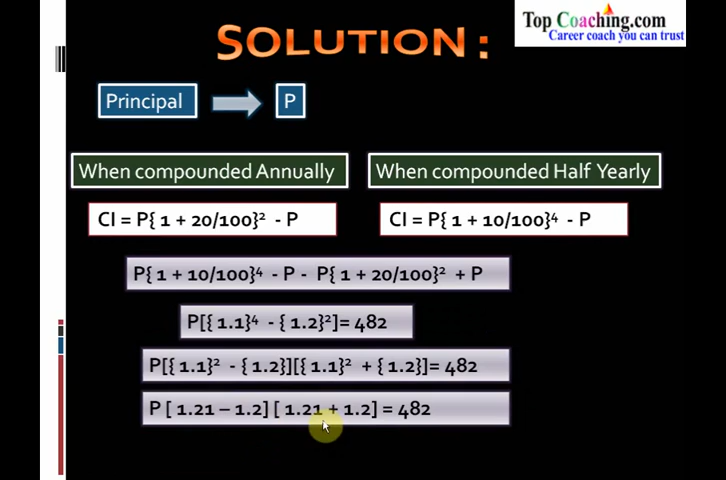 SOLUTION :
Top Coaching.com
Career coach you can trust
Principal P
When compounded Annually When compounded Half Yearly
CI = P{ 1 + 20/100}² - P CI = P{ 1 + 10/100}⁴ - P
P{ 1 + 10/100}⁴ - P - P{ 1 + 20/100}² + P
P[{ 1.1}⁴ - { 1.2}²]= 482
P[{ 1.1}² - { 1.2}][{ 1.1}² + { 1.2}]= 482
P [ 1.21 – 1.2] [ 1.21 + 1.2] = 482